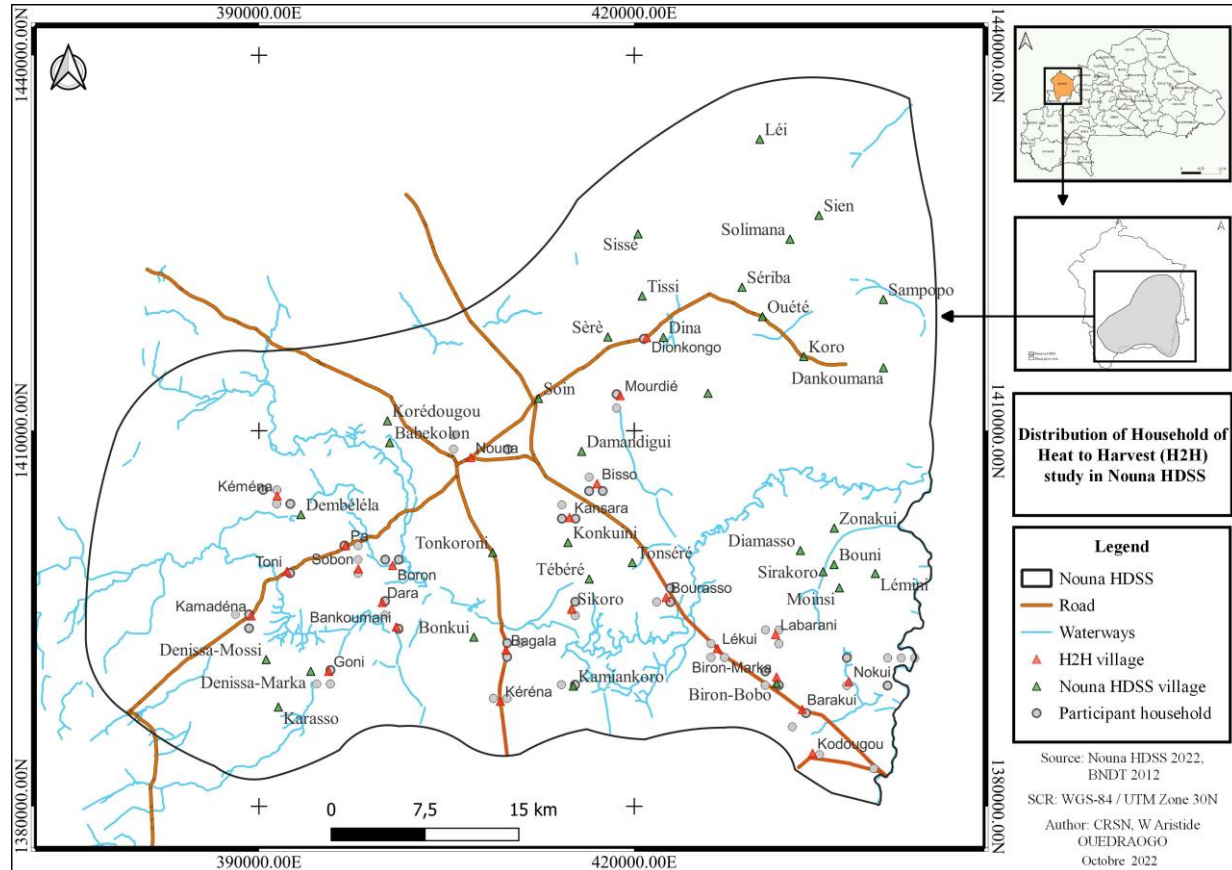 390000.00E
420000.00E
1440000.00N
1440000.00N
Léi
Sien
Solimana
Sisse
Sériba
Tissi
Sampopo
Ouété
Sèrè
Dina
Dionkongo
Koro
Dankoumana
Mourdié
Soin
1410000.00N
1410000.00N
Korédougou
Babekolon
Nouna
Damandigui
Bisso
Kéména
Kansara
Dembéléla
Konkuini
Zonakui
Pa
Tonkoroni
Diamasso
Sobon
Bouni
Toni
Boron
Tonséré
Tébéré
Sirakoro
Lémini
Bourasso
Moinsi
Dara
Sikoro
Kamadéna
Bankoumani
Labarani
Bonkui
Bagala
Lékui
Denissa-Mossi
Biron-Marka
Goni
Kamiankoro
Nokui
Denissa-Marka
Biron-Bobo
Kéréna
Barakui
Karasso
Kodougou
0 7,5 15 km
1380000.00N
1380000.00N
390000.00E
420000.00E
Distribution of Household of
Heat to Harvest (H2H)
study in Nouna HDSS
Legend
Nouna HDSS
Road
Waterways
H2H village
Nouna HDSS village
Participant household
Source: Nouna HDSS 2022,
BNDT 2012
SCR: WGS-84 / UTM Zone 30N
Author: CRSN, W Aristide
OUEDRAOGO
Octobre 2022